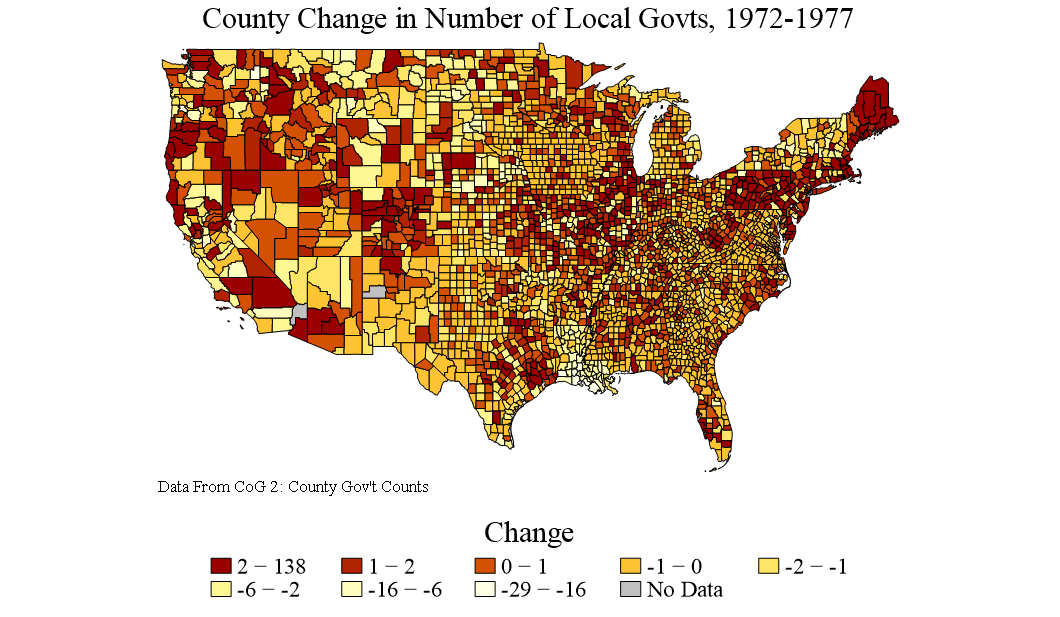 County Change in Number of Local Govts, 1972-1977
Data From CoG 2: County Gov't Counts
Change
2 − 138 1 − 2 0 − 1 -1 − 0 -2 − -1
-6 − -2 -16 − -6 -29 − -16 No Data